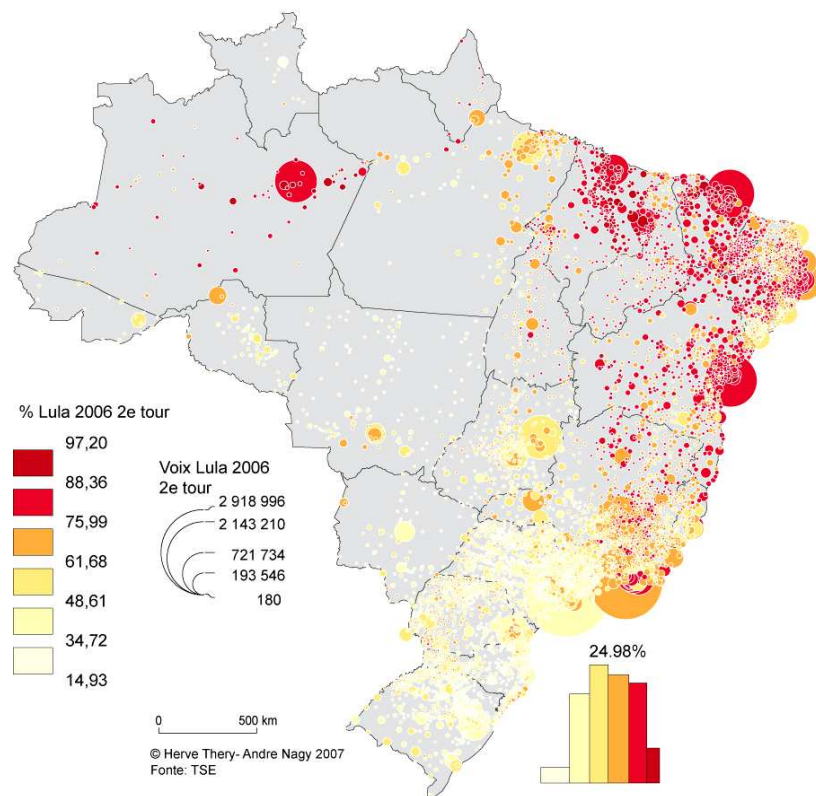 % Lula 2006 2e tour
97,20
88,36
75,99
61,68
48,61
34,72
14,93
Voix Lula 2006
2e tour
2 918 996
2 143 210
721 734
193 546
180
24.98%
0 500 km
© Herve Thery- Andre Nagy 2007
Fonte: TSE